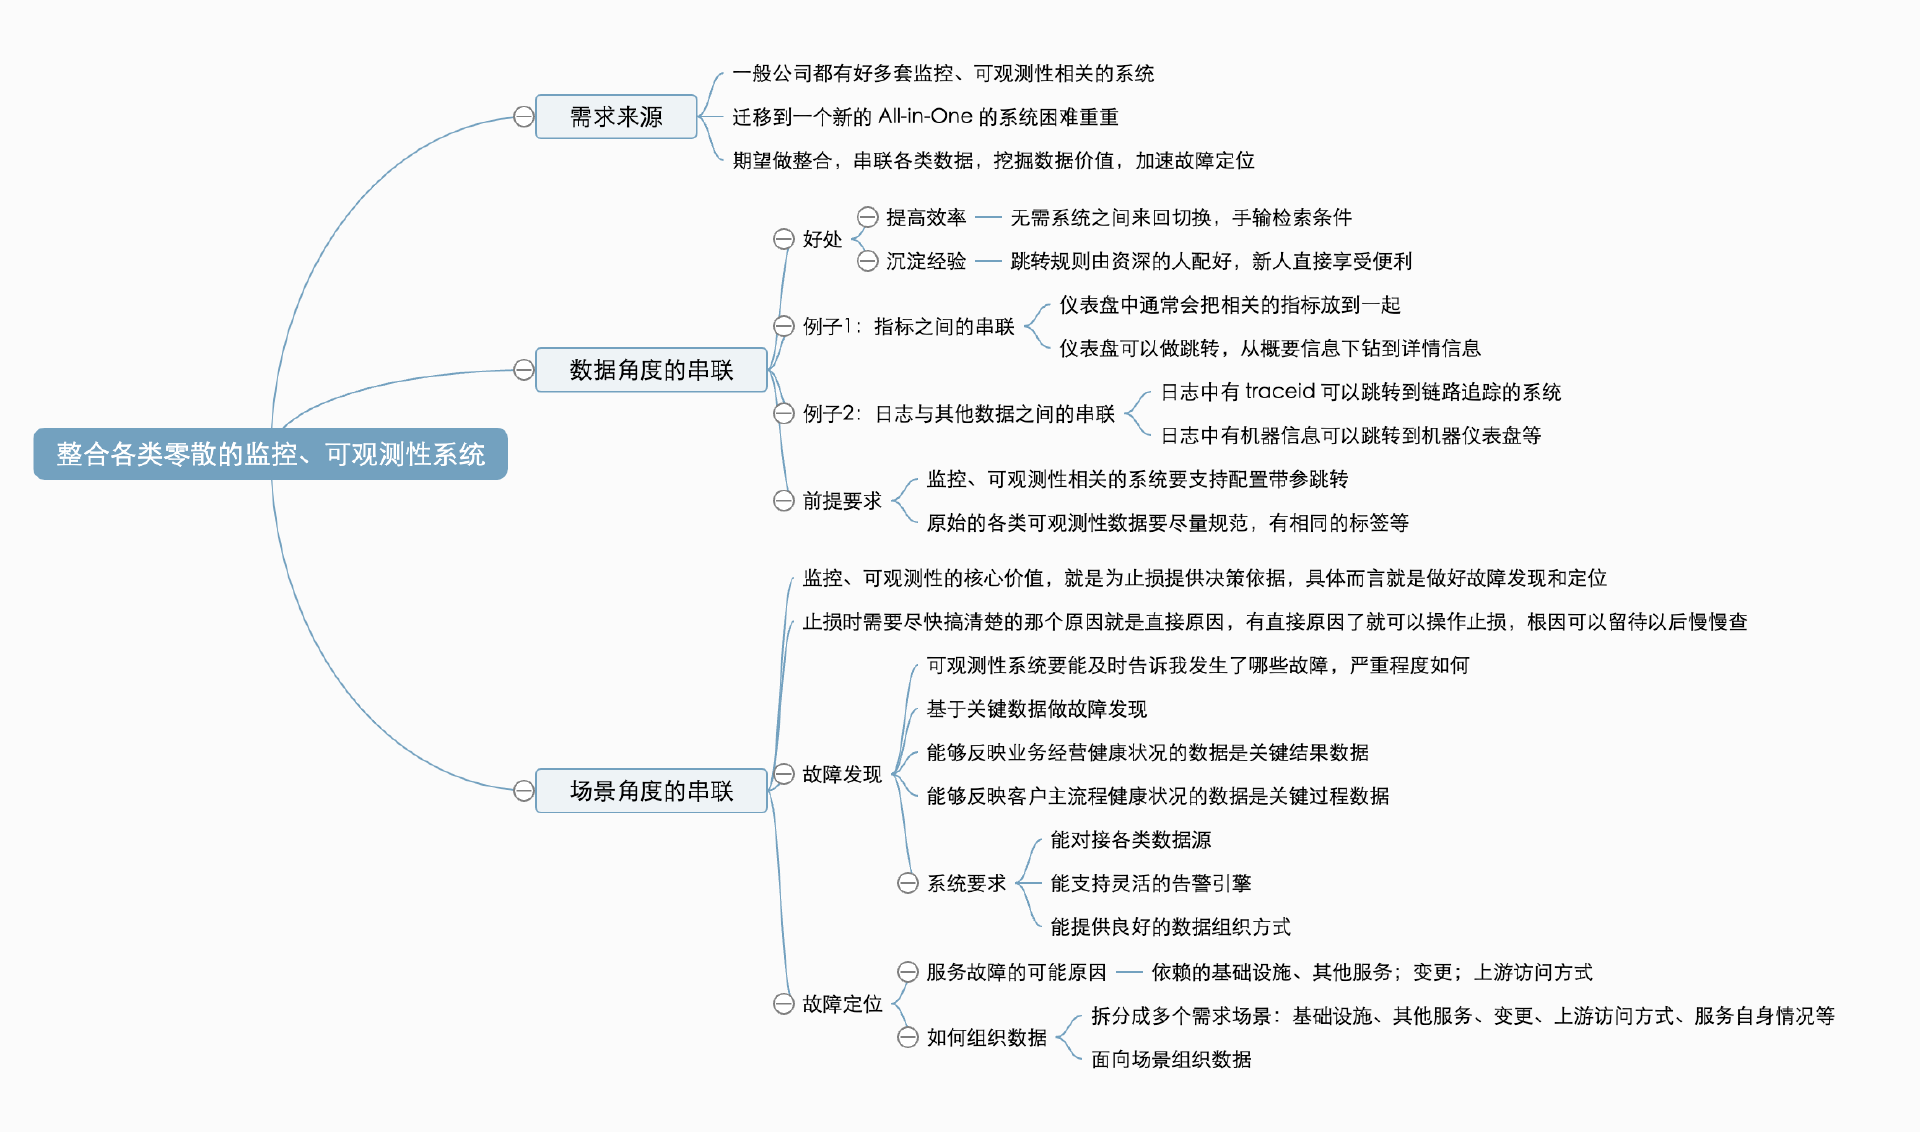 整合各类零散的监控、可观测性系统
需求来源
一般公司都有好多套监控、可观测性相关的系统
迁移到一个新的 All-in-One 的系统困难重重
期望做整合，串联各类数据，挖掘数据价值，加速故障定位
数据角度的串联
好处
提高效率
无需系统之间来回切换，手输检索条件
沉淀经验
跳转规则由资深的人配好，新人直接享受便利
例子1：指标之间的串联
仪表盘中通常会把相关的指标放到一起
仪表盘可以做跳转，从概要信息下钻到详情信息
例子2：日志与其他数据之间的串联
日志中有 traceid 可以跳转到链路追踪的系统
日志中有机器信息可以跳转到机器仪表盘等
前提要求
监控、可观测性相关的系统要支持配置带参跳转
原始的各类可观测性数据要尽量规范，有相同的标签等
场景角度的串联
监控、可观测性的核心价值，就是为止损提供决策依据，具体而言就是做好故障发现和定位
止损时需要尽快搞清楚的那个原因就是直接原因，有直接原因了就可以操作止损，根因可以留待以后慢慢查
故障发现
可观测性系统要能及时告诉我发生了哪些故障，严重程度如何
基于关键数据做故障发现
能够反映业务经营健康状况的数据是关键结果数据
能够反映客户主流程健康状况的数据是关键过程数据
系统要求
能对接各类数据源
能支持灵活的告警引擎
能提供良好的数据组织方式
故障定位
服务故障的可能原因
依赖的基础设施、其他服务；变更；上游访问方式
如何组织数据
拆分成多个需求场景：基础设施、其他服务、变更、上游访问方式、服务自身情况等
面向场景组织数据